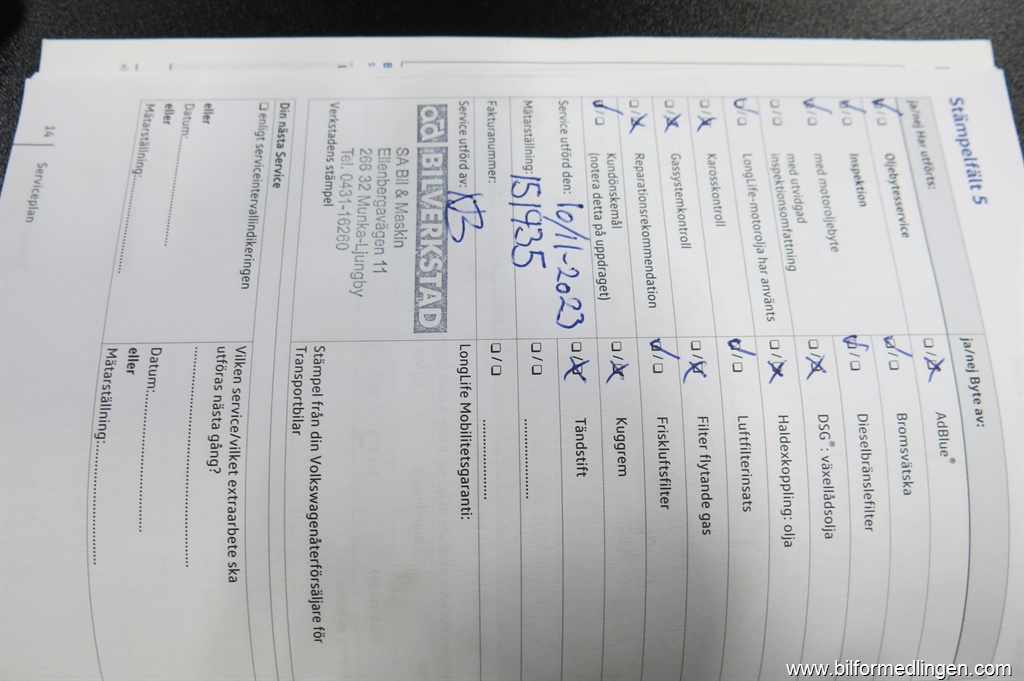 Stämpelfält 5
ja/nej Har utförts:
☑/☐ Oljebytesservice
☑/☐ Inspektion
☑/☐ med motoroljebyte
☐/☐ med utvidgad
inspektionsomfattning
☑/☐ LongLife-motorolja har använts
☐/☒ Karosskontroll
☐/☒ Gassystemkontroll
☐/☒ Reparationsrekommendation
☑/☐ Kundönskemål
(notera detta på uppdraget)
Service utförd den: 10/11-2023
Mätarställning: 151935
Fakturanummer:
Service utförd av:
BILVERKSTAD
SA Bil & Maskin
Ellenbergavägen 11
266 32 Munka-Ljungby
Tel. 0431-16260
Verkstadens stämpel
ja/nej Byte av:
☐/☒ AdBlue®
☑/☐ Bromsvätska
☑/☐ Dieselbränslefilter
☐/☒ DSG®: växellådsolja
☐/☒ Haldexkoppling: olja
☑/☐ Luftfilterinsats
☐/☒ Filter flytande gas
☑/☐ Friskluftsfilter
☐/☒ Kuggrem
☐/☒ Tändstift
☐/☐ ................
☐/☐ ................
LongLife Mobilitetsgaranti:
Stämpel från din Volkswagenåterförsäljare för
Transportbilar
Din nästa Service
☐ enligt serviceintervallindikeringen
eller
Datum:................
eller
Mätarställning:................
Vilken service/vilket extraarbete ska
utföras nästa gång?
................
Datum:................
eller
Mätarställning:................
14 | Serviceplan
www.bilformedlingen.com